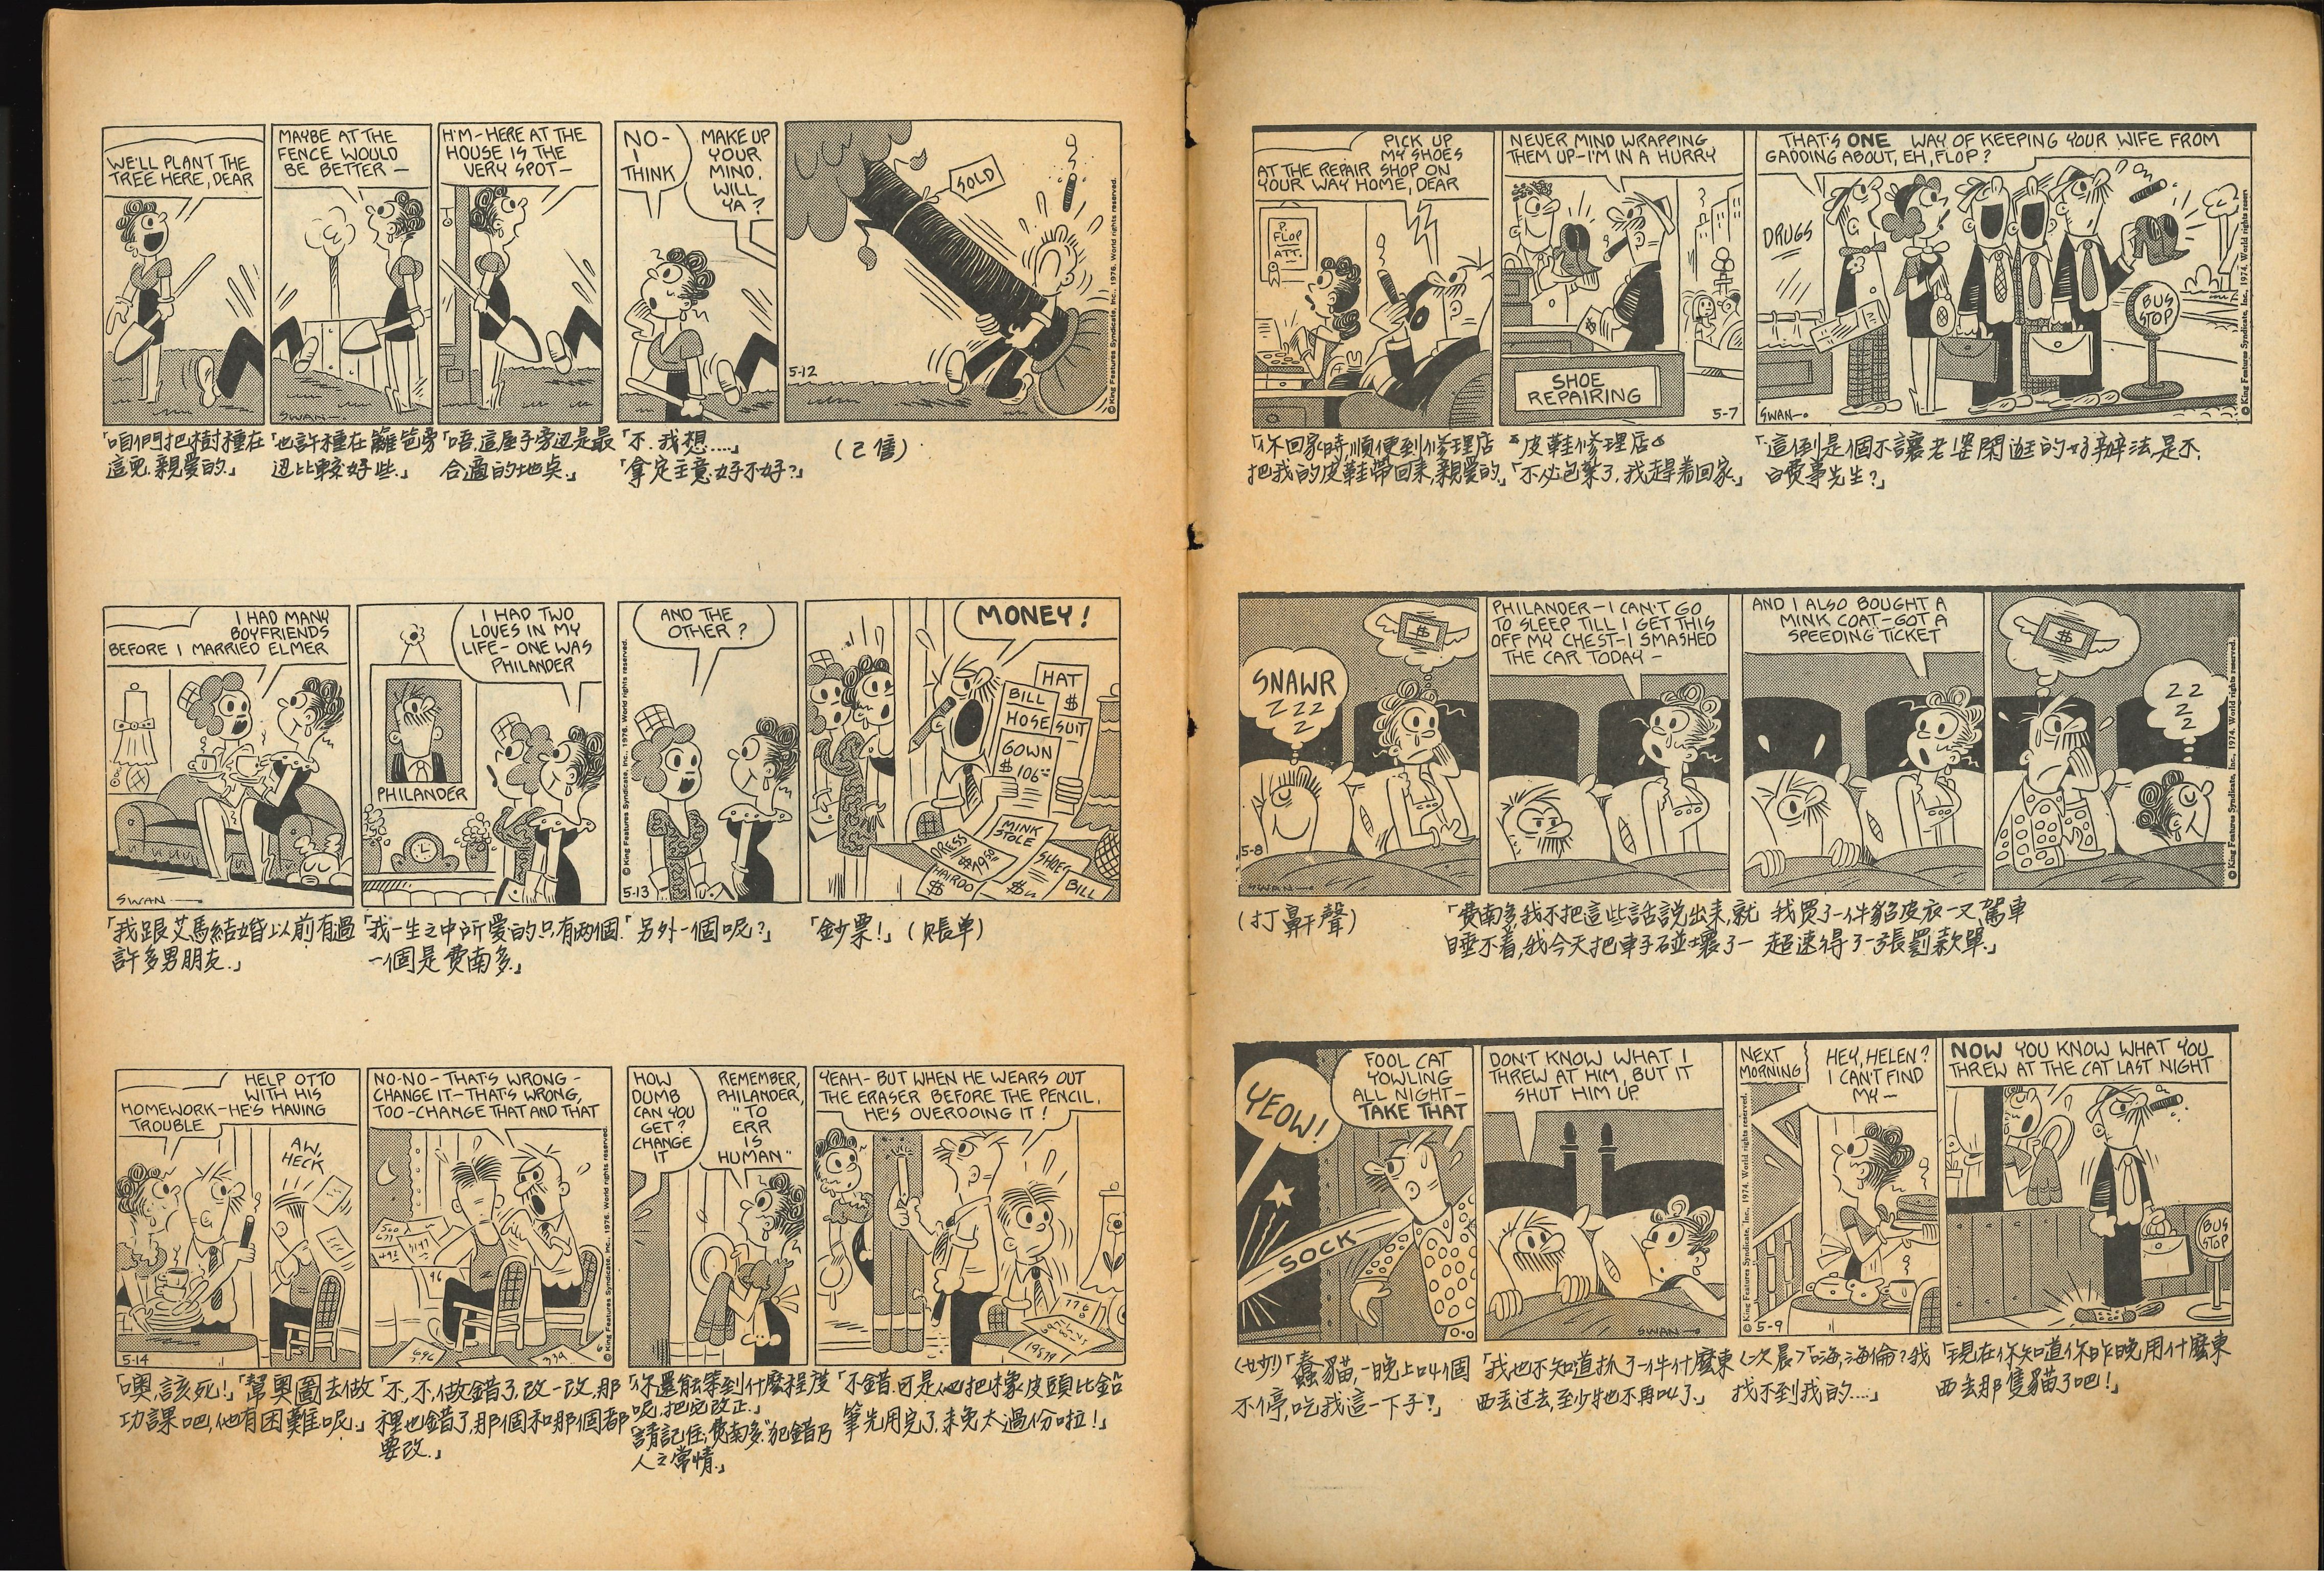 WE'LL PLANT THE
TREE HERE, DEAR
MAYBE AT THE
FENCE WOULD
BE BETTER —
SWAN—.
H'M-HERE AT THE
HOUSE IS THE
VERY SPOT—
NO-
I
THINK
MAKE UP
YOUR
MIND,
WILL
YA?
SOLD
5-12
© King Features Syndicate, Inc., 1976. World rights reserved.
「咱們把樹種在
這兒,親愛的.」
「也許種在籬笆旁
边比較好些.」
「唔,這屋子旁边是最
合適的地点.」
「不.我想....」
「拿定主意,好不好?」
(已售)
I HAD MANY
BOYFRIENDS
BEFORE I MARRIED ELMER
SWAN—.
I HAD TWO
LOVES IN MY
LIFE- ONE WAS
PHILANDER
PHILANDER
AND THE
OTHER?
5-13
© King Features Syndicate, Inc., 1976. World rights reserved.
MONEY!
HAT
$
BILL
HOSE
SUIT
GOWN
$106
MINK
STOLE
DRESS
$19.50
HAIRDO
$
SHOES
$
BILL
「我跟艾馬結婚以前有過
許多男朋友.」
「我一生之中所愛的只有兩個.
一個是費南多.」
「另外一個呢?」
「鈔票!」(賬单)
HELP OTTO
WITH HIS
HOMEWORK-HE'S HAVING
TROUBLE
AW,
HECK
5-14
NO-NO- THAT'S WRONG-
CHANGE IT-THAT'S WRONG,
TOO-CHANGE THAT AND THAT
© King Features Syndicate, Inc., 1976. World rights reserved.
HOW
DUMB
CAN YOU
GET?
CHANGE
IT
REMEMBER,
PHILANDER,
"TO
ERR
IS
HUMAN"
YEAH- BUT WHEN HE WEARS OUT
THE ERASER BEFORE THE PENCIL,
HE'S OVERDOING IT!
「噢,該死!」「幫奧圖去做
功課吧,他有困難呢.」
「不,不,做錯了.改一改,那
裡也錯了,那個和那個都
要改.」
「你還能笨到什麼程度
呢,把它改正.」
「請記住,費南多."犯錯乃
人之常情.」
「不錯.可是他把橡皮頭比鉛
筆先用完了,未免太過份啦!」
PICK UP
MY SHOES
AT THE REPAIR SHOP ON
YOUR WAY HOME, DEAR
P.
FLOP
ATT.
NEVER MIND WRAPPING
THEM UP-I'M IN A HURRY
$
SHOE
REPAIRING
5-7
THAT'S ONE WAY OF KEEPING YOUR WIFE FROM
GADDING ABOUT, EH, FLOP?
DRUGS
BUS
STOP
SWAN—.
© King Features Syndicate, Inc., 1974. World rights reserv
「你回家時,順便到修理店
把我的皮鞋帶回来,親愛的.」
皮鞋修理店
「不必包紮了.我趕着回家.」
「這倒是個不讓老婆閑逛的好辦法,是不,
白費事先生?」
SNAWR
Z ZZ
Z
$
5-8
SWAN—.
PHILANDER-I CAN'T GO
TO SLEEP TILL I GET THIS
OFF MY CHEST-I SMASHED
THE CAR TODAY-
AND I ALSO BOUGHT A
MINK COAT-GOT A
SPEEDING TICKET
$
ZZ
Z
Z
© King Features Syndicate, Inc., 1974. World rights reserved.
(打鼾聲)
「費南多,我不把這些話說出来,就
睡不着,我今天把車子碰壞了一
我買了一件貂皮衣一又駕車
超速得了一張罰款單.」
YEOW!
FOOL CAT
YOWLING
ALL NIGHT-
TAKE THAT
SOCK
DON'T KNOW WHAT I
THREW AT HIM, BUT IT
SHUT HIM UP
SWAN—.
NEXT
MORNING
HEY, HELEN?
I CAN'T FIND
MY-
5-9
© King Features Syndicate, Inc., 1974. World rights reserved.
NOW YOU KNOW WHAT YOU
THREW AT THE CAT LAST NIGHT
BUS
STOP
「蠢貓,一晚上叫個
不停,吃我這一下子!」
「我也不知道抓了一件什麼東
西丟过去,至少牠不再叫了.」
(次晨)「嗨,海倫?我
找不到我的....」
「現在你知道你昨晚用什麼東
西丟那隻貓了吧!」